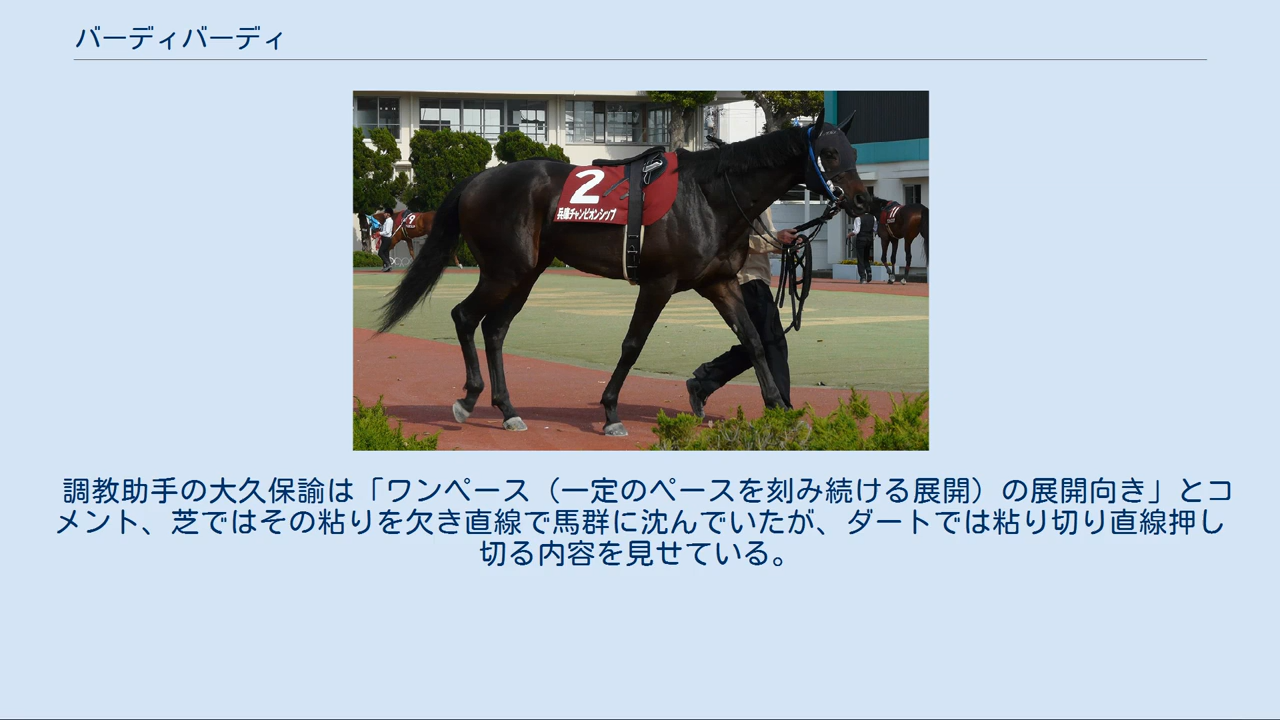 バーディバーディ
9
2
兵庫チャンピオンシップ
11
調教助手の大久保諭は「ワンペース（一定のペースを刻み続ける展開）の展開向き」とコ
メント、芝ではその粘りを欠き直線で馬群に沈んでいたが、ダートでは粘り切り直線押し
切る内容を見せている。